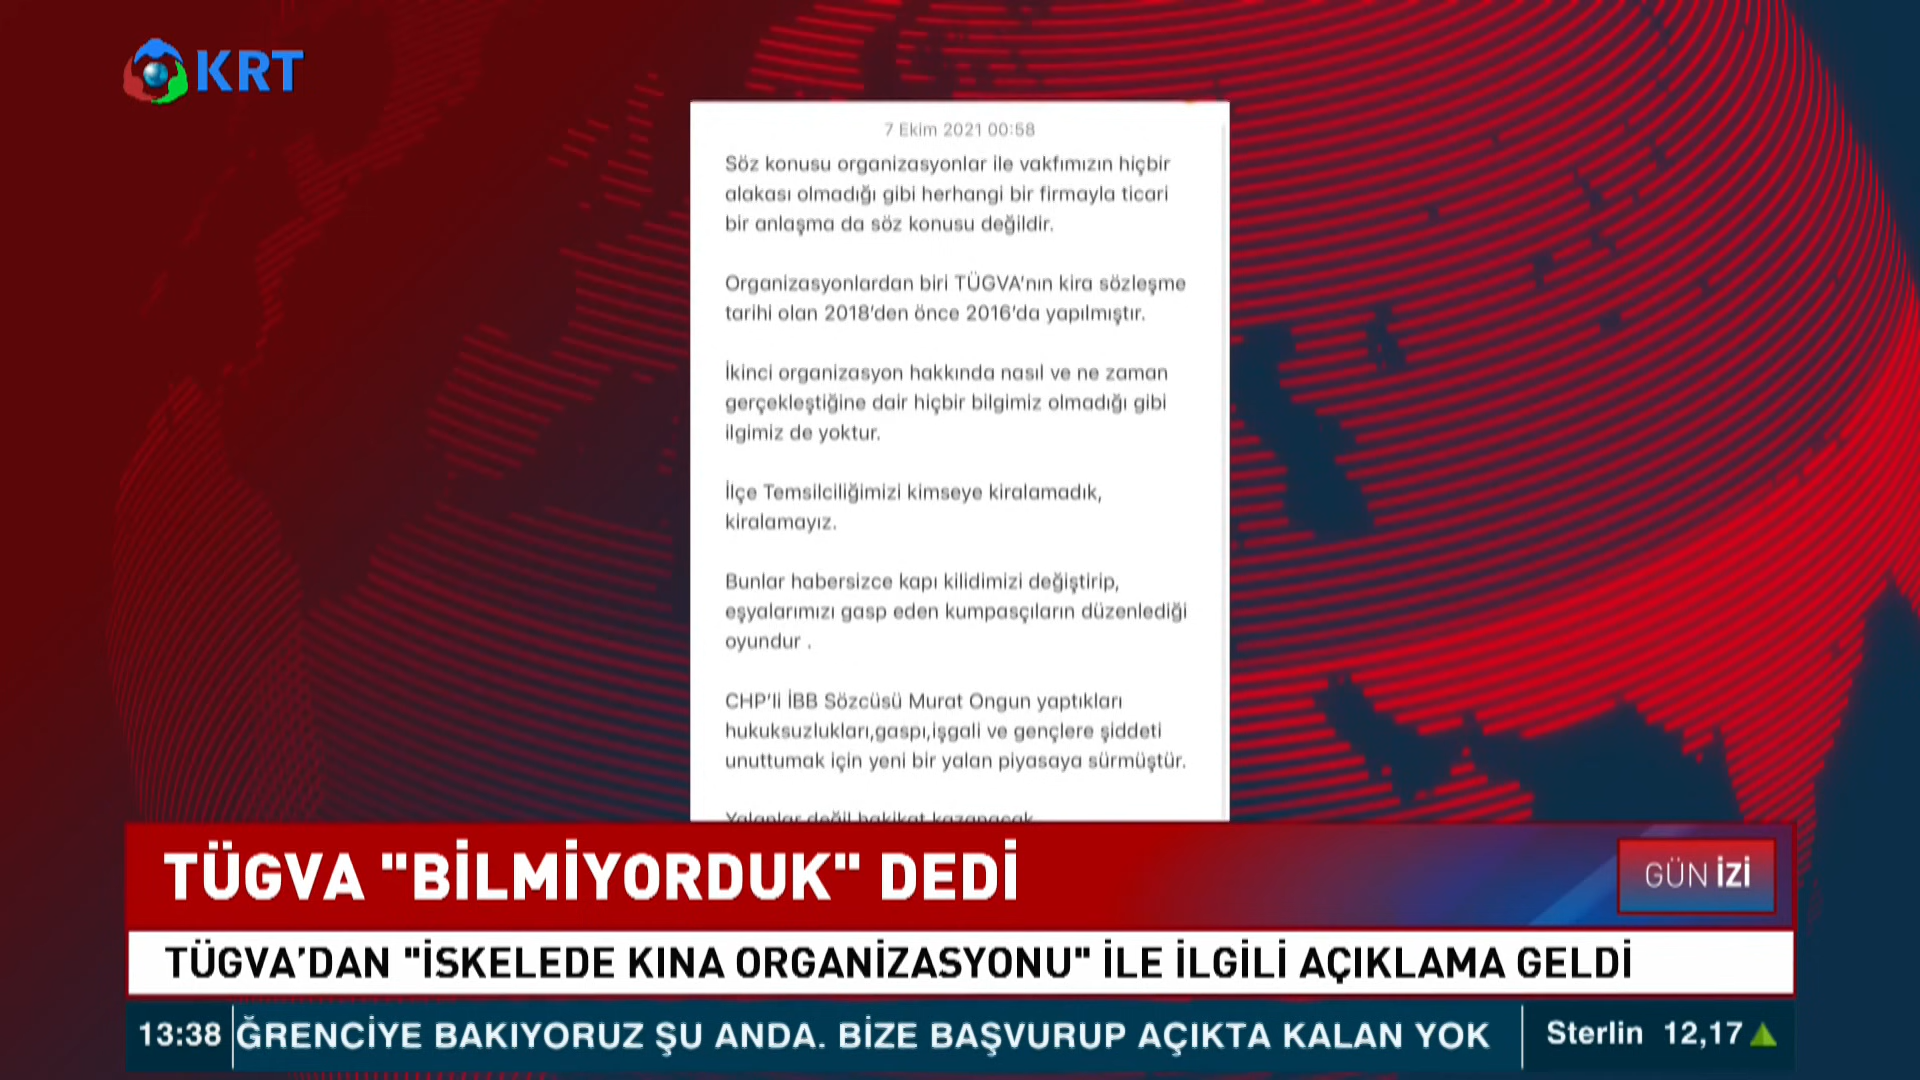 KRT
7 Ekim 2021 00:58
Söz konusu organizasyonlar ile vakfımızın hiçbir
alakası olmadığı gibi herhangi bir firmayla ticari
bir anlaşma da söz konusu değildir.
Organizasyonlardan biri TÜGVA'nın kira sözleşme
tarihi olan 2018'den önce 2016'da yapılmıştır.
İkinci organizasyon hakkında nasıl ve ne zaman
gerçekleştiğine dair hiçbir bilgimiz olmadığı gibi
ilgimiz de yoktur.
İlçe Temsilciliğimizi kimseye kiralamadık,
kiralamayız.
Bunlar habersizce kapı kilidimizi değiştirip,
eşyalarımızı gasp eden kumpasçıların düzenlediği
oyundur .
CHP'li İBB Sözcüsü Murat Ongun yaptıkları
hukuksuzlukları,gaspı,işgali ve gençlere şiddeti
unuttumak için yeni bir yalan piyasaya sürmüştür.
Yalanlar değil hakikat kazanacak
TÜGVA "BİLMİYORDUK" DEDİ
GÜN İZİ
TÜGVA'DAN "İSKELEDE KINA ORGANİZASYONU" İLE İLGİLİ AÇIKLAMA GELDİ
13:38 ĞRENCİYE BAKIYORUZ ŞU ANDA. BİZE BAŞVURUP AÇIKTA KALAN YOK Sterlin 12,17